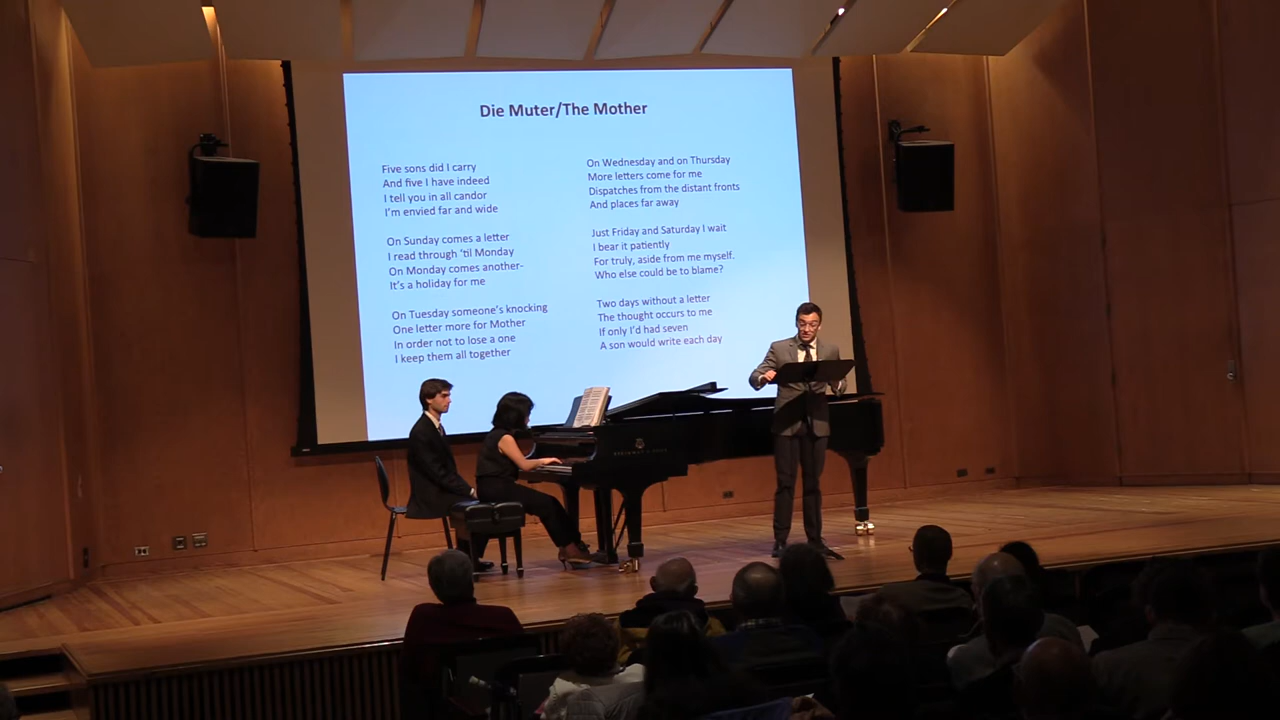 Die Muter/The Mother
Five sons did I carry
And five I have indeed
I tell you in all candor
I'm envied far and wide
On Sunday comes a letter
I read through 'til Monday
On Monday comes another-
It's a holiday for me
On Tuesday someone's knocking
One letter more for Mother
In order not to lose a one
I keep them all together
On Wednesday and on Thursday
More letters come for me
Dispatches from the distant fronts
And places far away
Just Friday and Saturday I wait
I bear it patiently
For truly, aside from me myself.
Who else could be to blame?
Two days without a letter
The thought occurs to me
If only I'd had seven
A son would write each day
STEINWAY & SONS